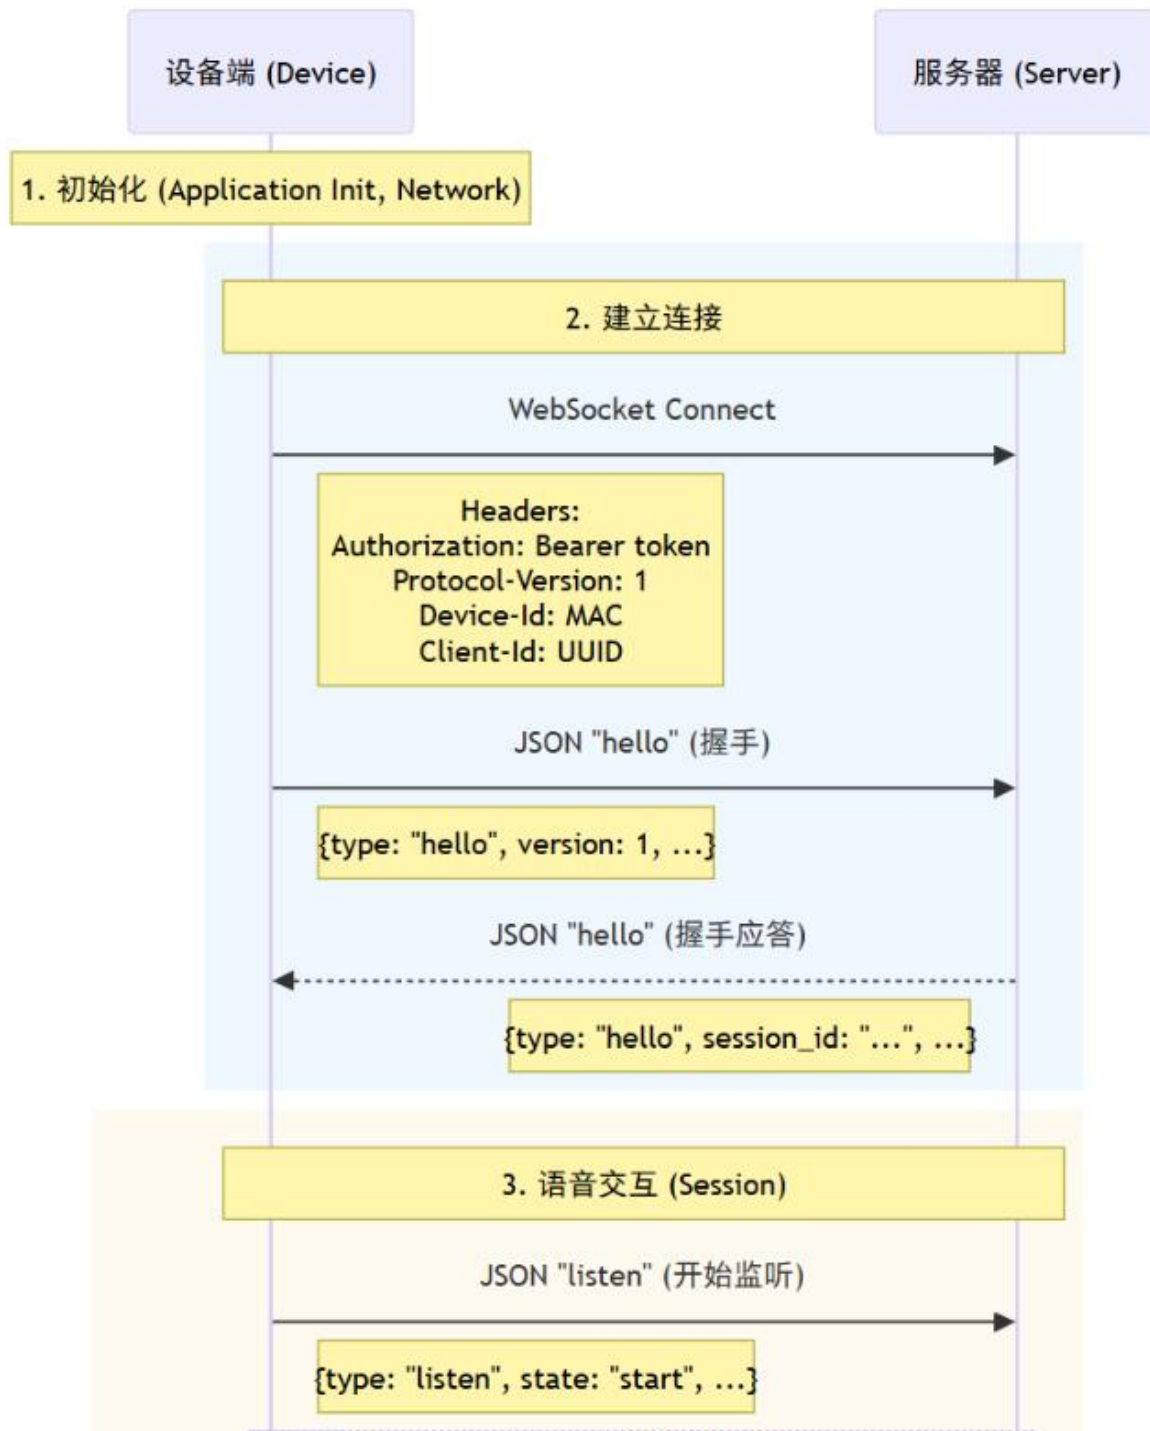 设备端 (Device)
服务器 (Server)
1. 初始化 (Application Init, Network)
2. 建立连接
WebSocket Connect
Headers:
Authorization: Bearer token
Protocol-Version: 1
Device-Id: MAC
Client-Id: UUID
JSON "hello" (握手)
{type: "hello", version: 1, ...}
JSON "hello" (握手应答)
{type: "hello", session_id: "...", ...}
3. 语音交互 (Session)
JSON "listen" (开始监听)
{type: "listen", state: "start", ...}